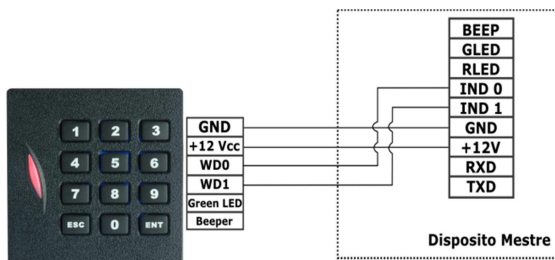 BEEP
GLED
RLED
IND 0
IND 1
GND
+12V
RXD
TXD
GND
+12 Vcc
WD0
WD1
Green LED
Beeper
1 2 3
4 5 6
7 8 9
ESC 0 ENT
Disposito Mestre